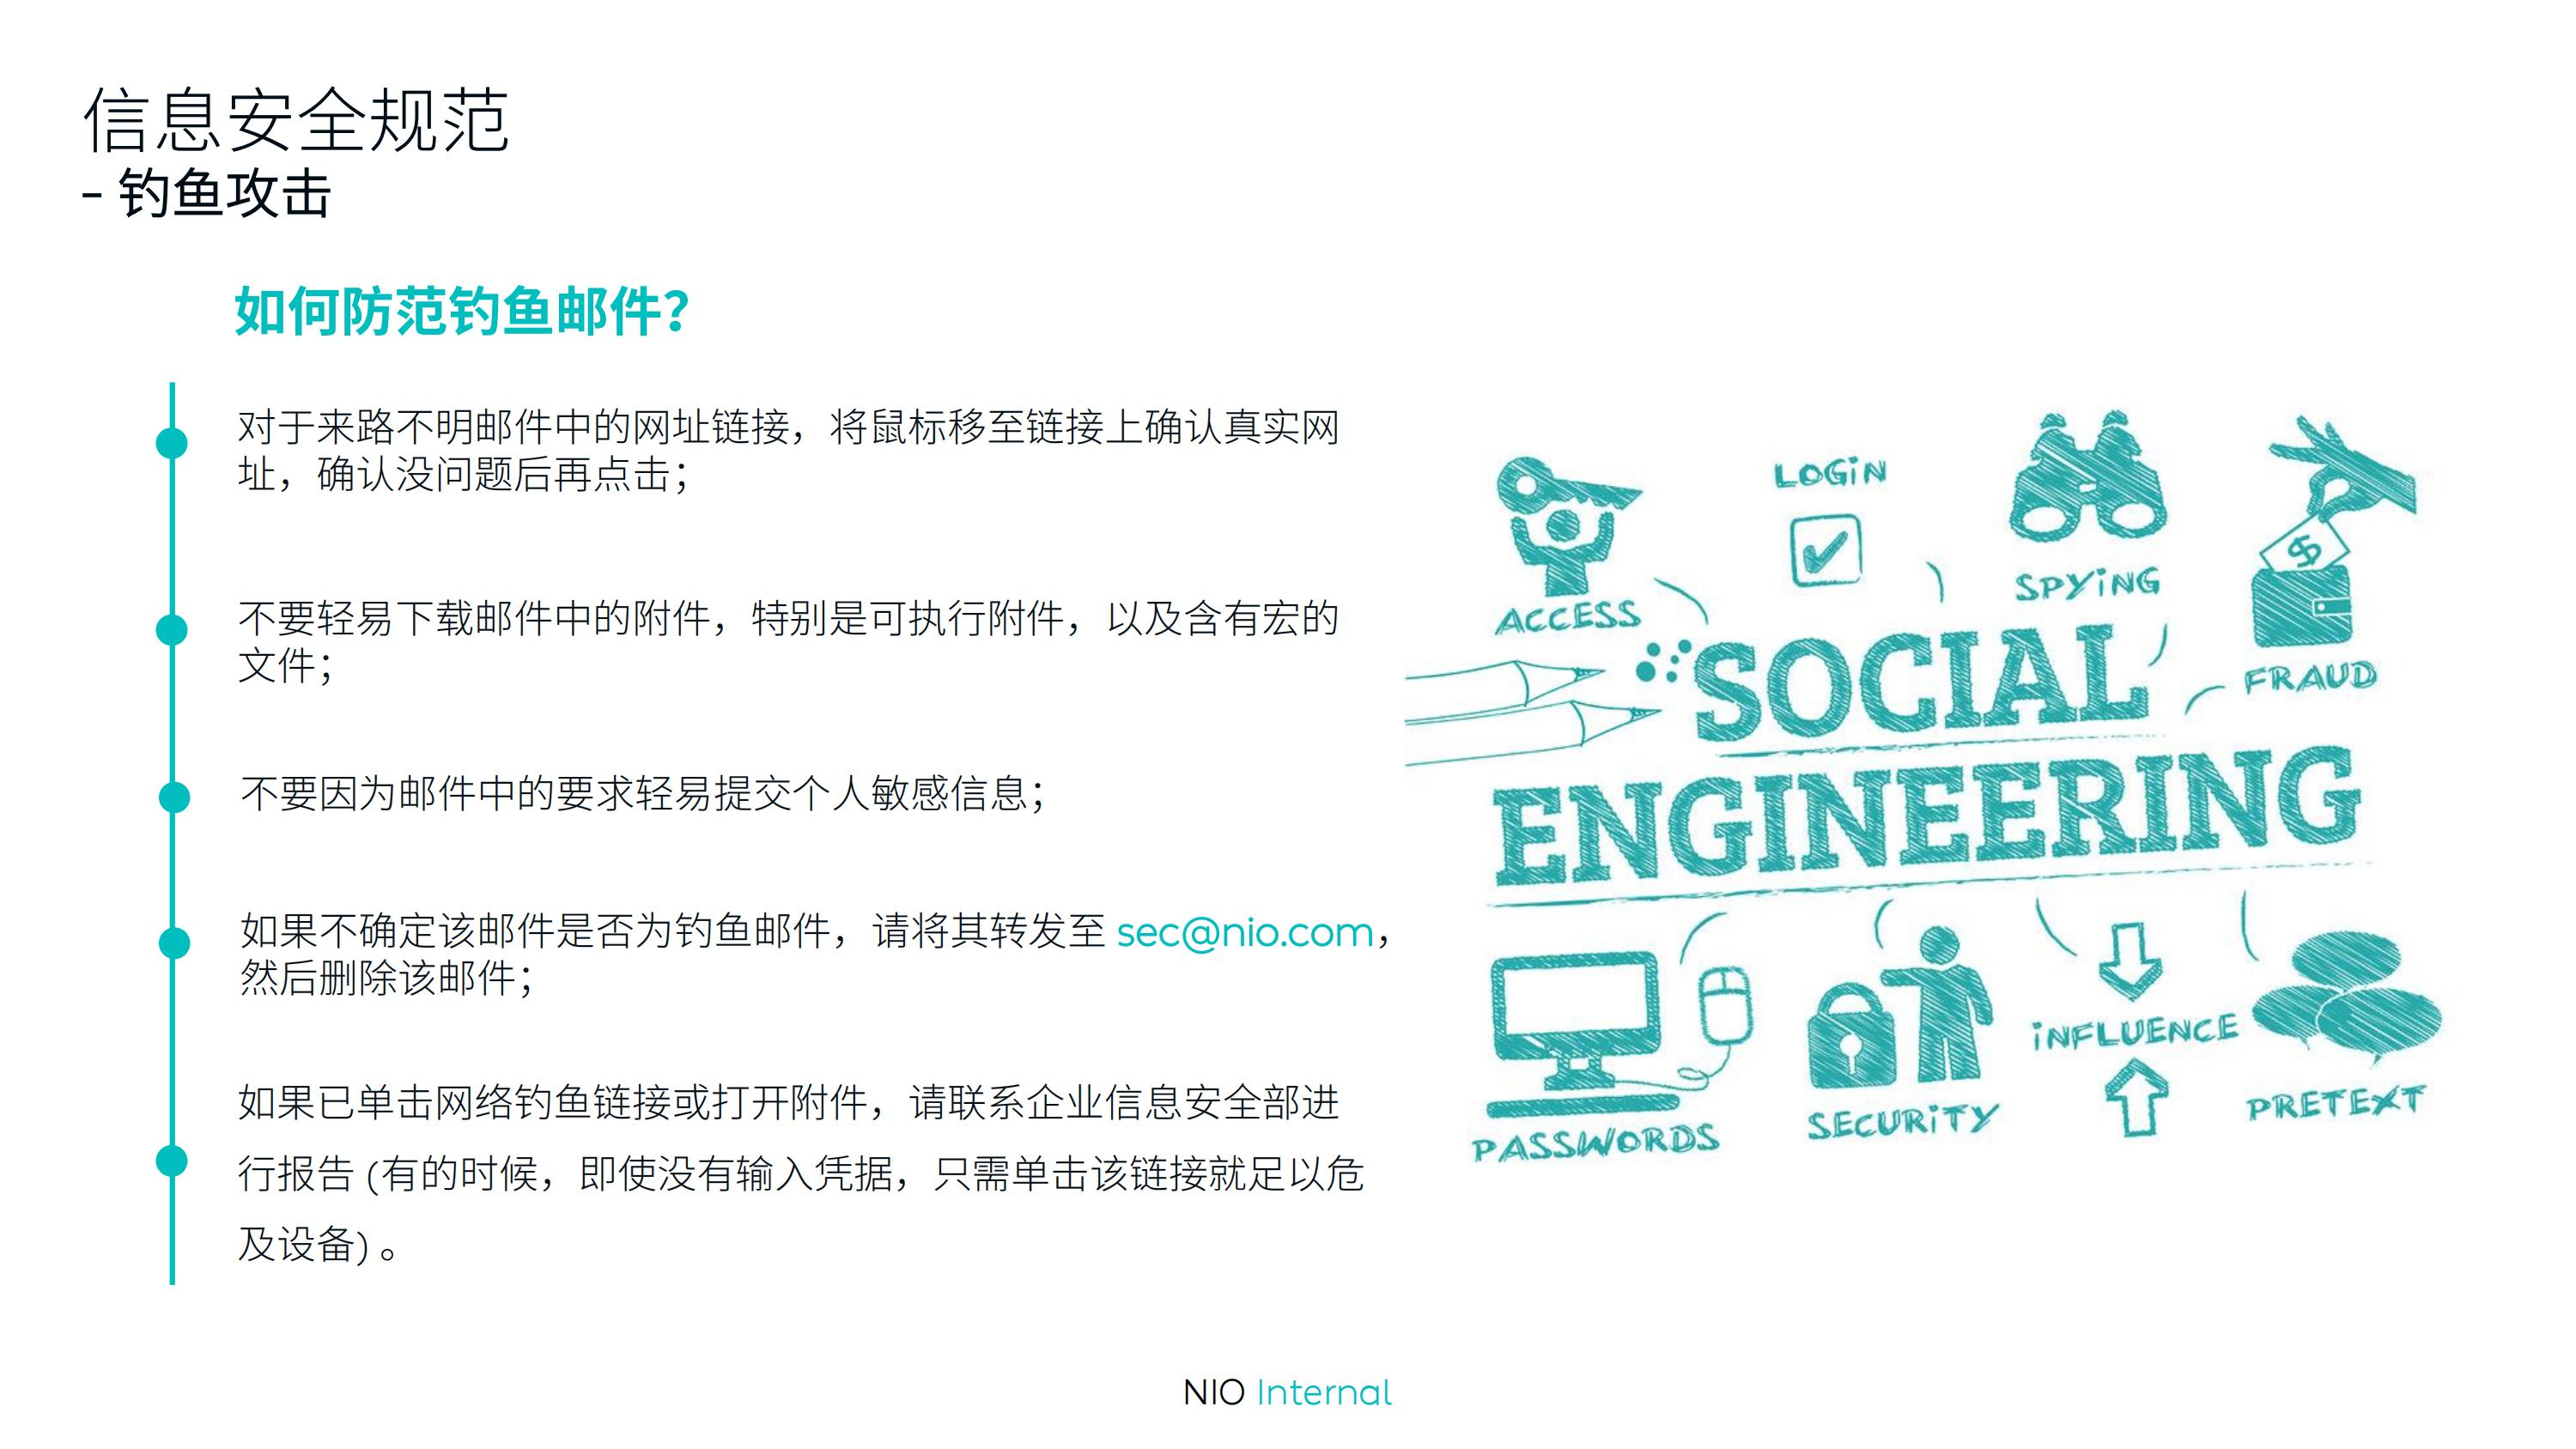 信息安全规范
- 钓鱼攻击
如何防范钓鱼邮件？
对于来路不明邮件中的网址链接，将鼠标移至链接上确认真实网
址，确认没问题后再点击；
不要轻易下载邮件中的附件，特别是可执行附件，以及含有宏的
文件；
不要因为邮件中的要求轻易提交个人敏感信息；
如果不确定该邮件是否为钓鱼邮件，请将其转发至 sec@nio.com，
然后删除该邮件；
如果已单击网络钓鱼链接或打开附件，请联系企业信息安全部进
行报告 (有的时候，即使没有输入凭据，只需单击该链接就足以危
及设备) 。
ACCESS
LOGiN
SPYiNG
FRAUD
$
SOCIAL
ENGINEERING
PASSWORDS
SECURiTY
iNFLUENCE
PRETEXT
NIO Internal